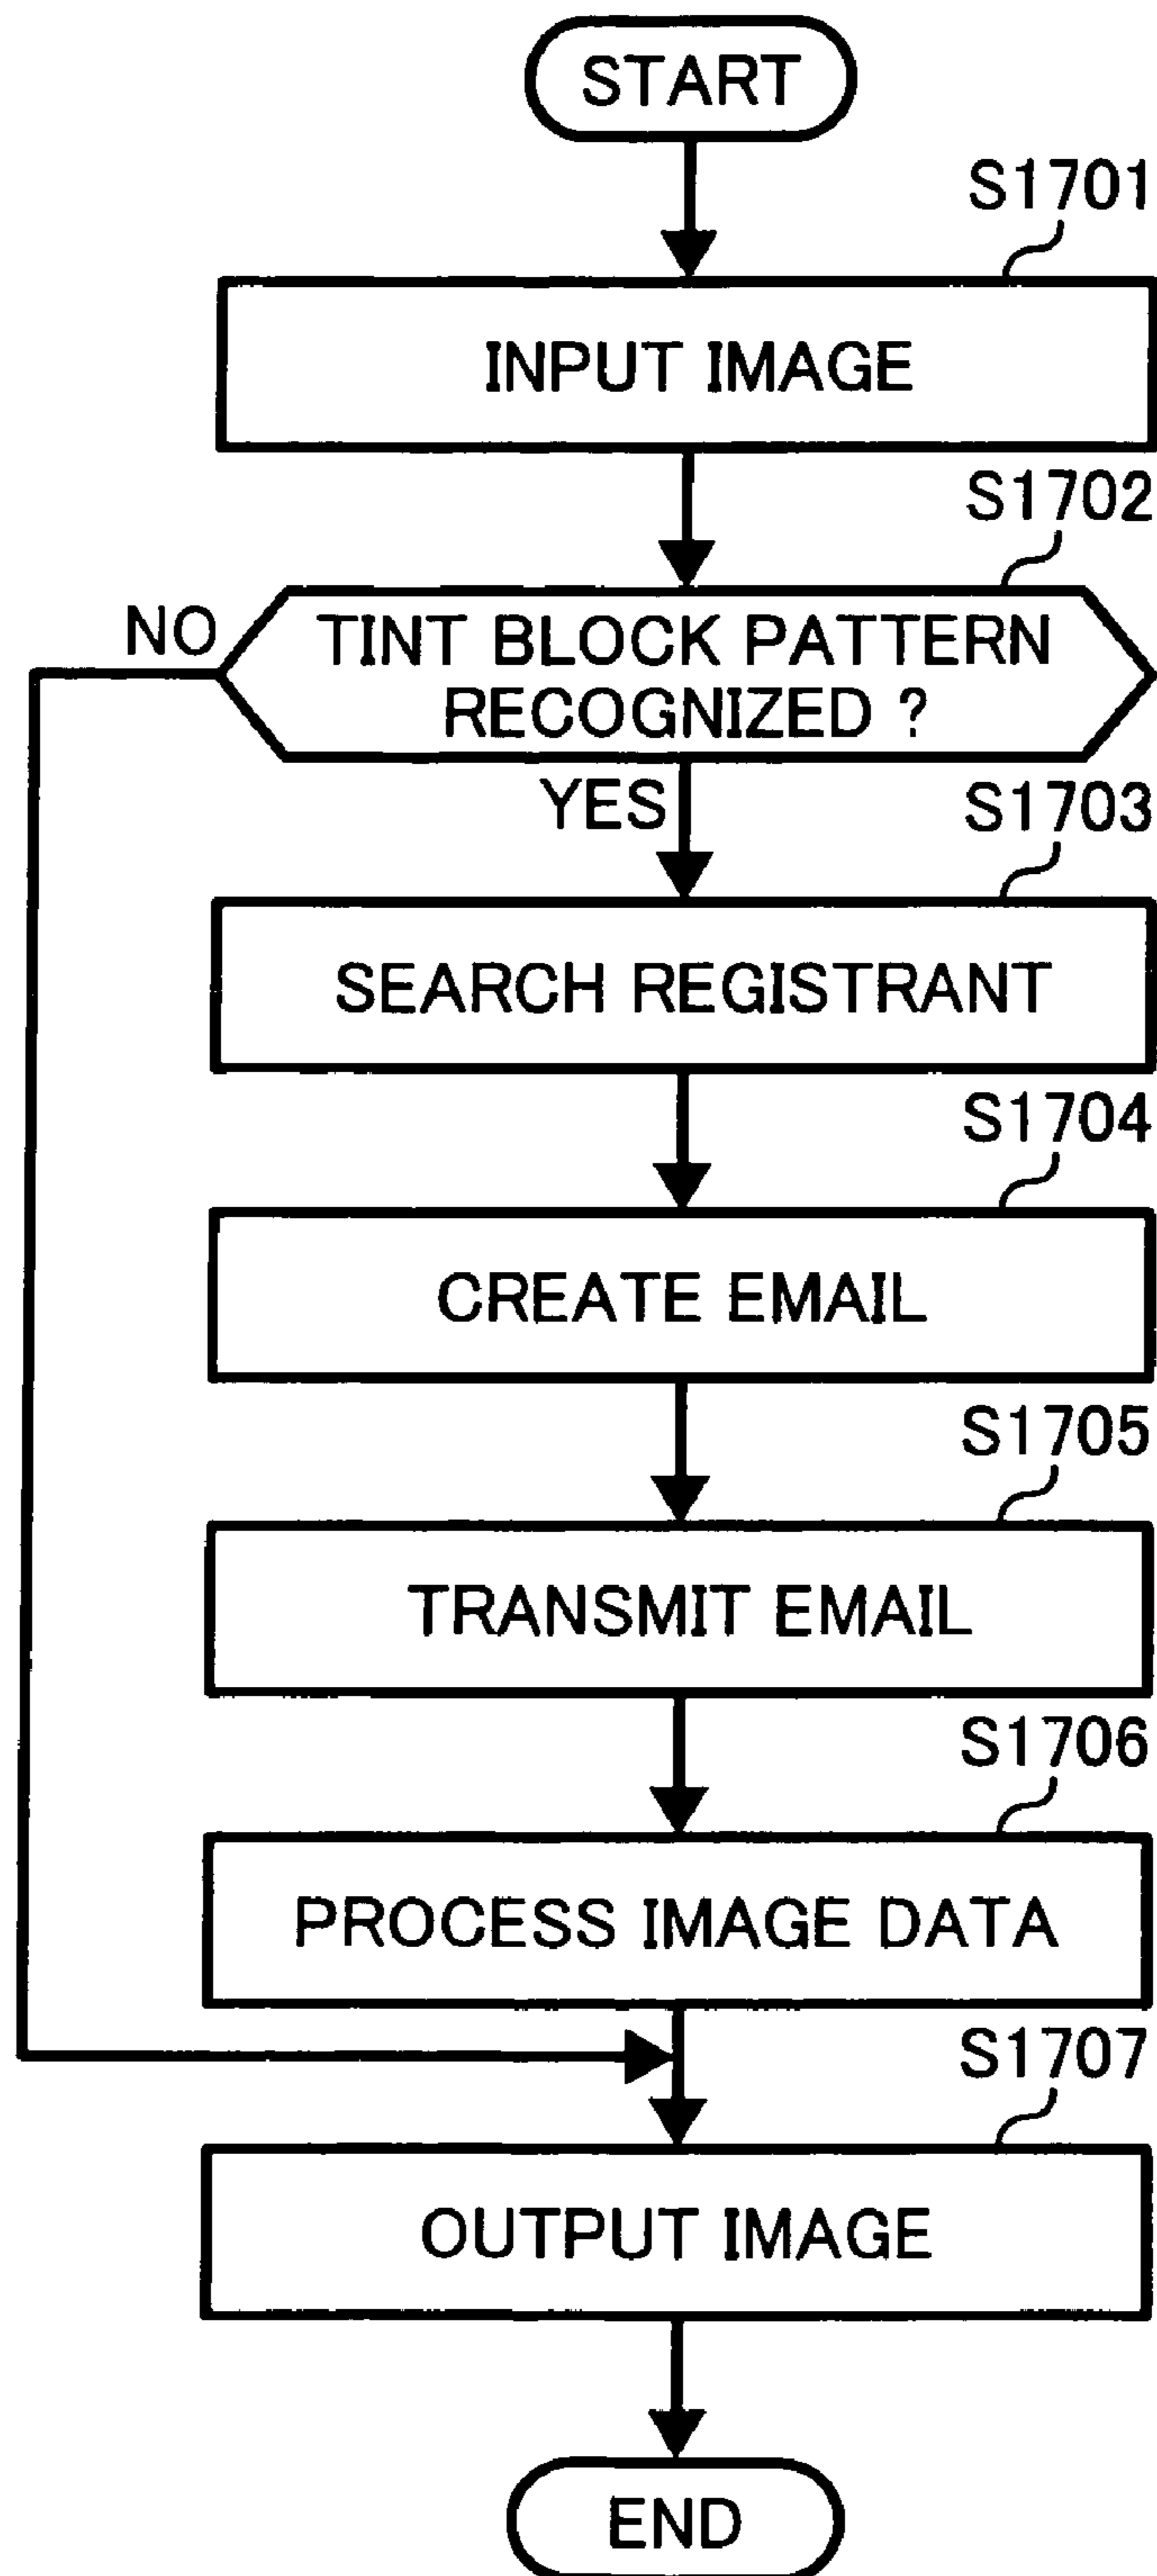 START
S1701
INPUT IMAGE
S1702
NO
TINT BLOCK PATTERN
RECOGNIZED ?
YES
S1703
SEARCH REGISTRANT
S1704
CREATE EMAIL
S1705
TRANSMIT EMAIL
S1706
PROCESS IMAGE DATA
S1707
OUTPUT IMAGE
END